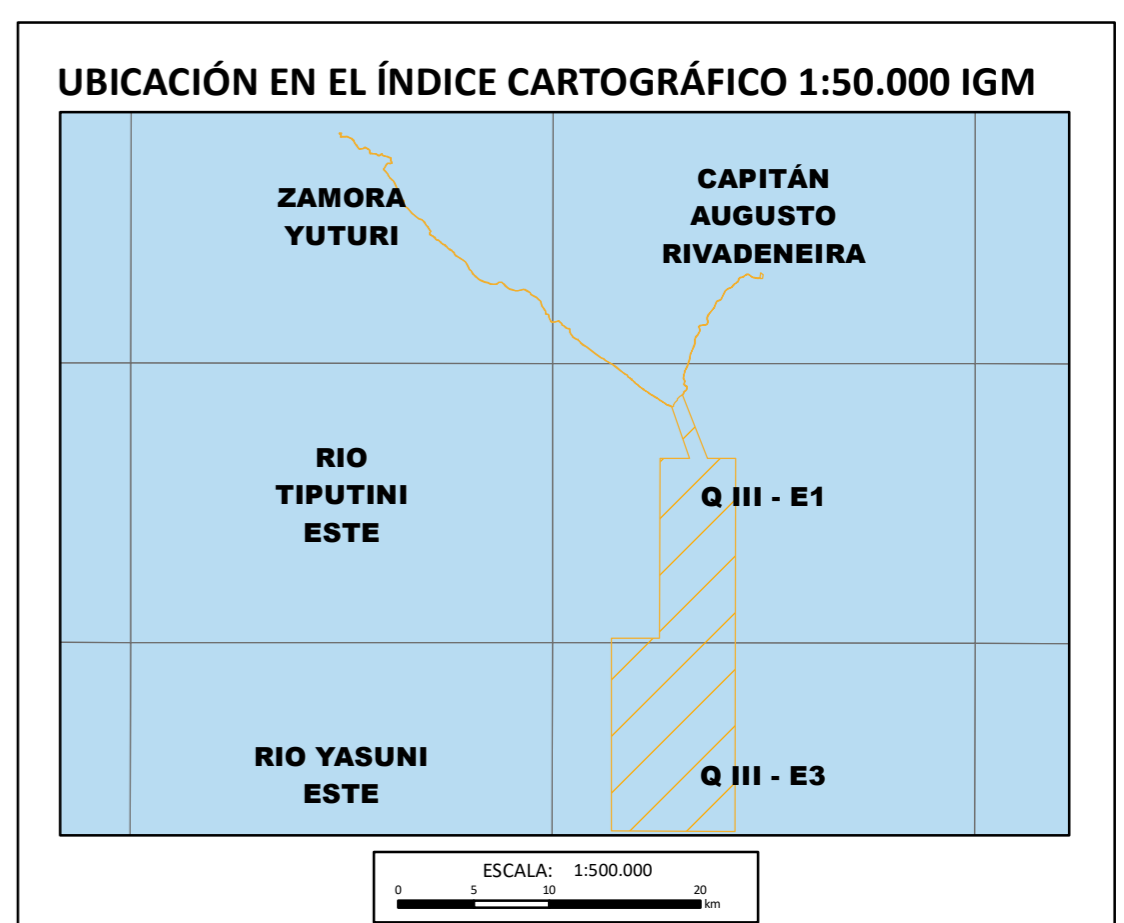 UBICACIÓN EN EL ÍNDICE CARTOGRÁFICO 1:50.000 IGM
ZAMORA
YUTURI
CAPITÁN
AUGUSTO
RIVADENEIRA
RIO
TIPUTINI
ESTE
Q III - E1
RIO YASUNI
ESTE
Q III - E3
ESCALA: 1:500.000
0 5 10 20
km